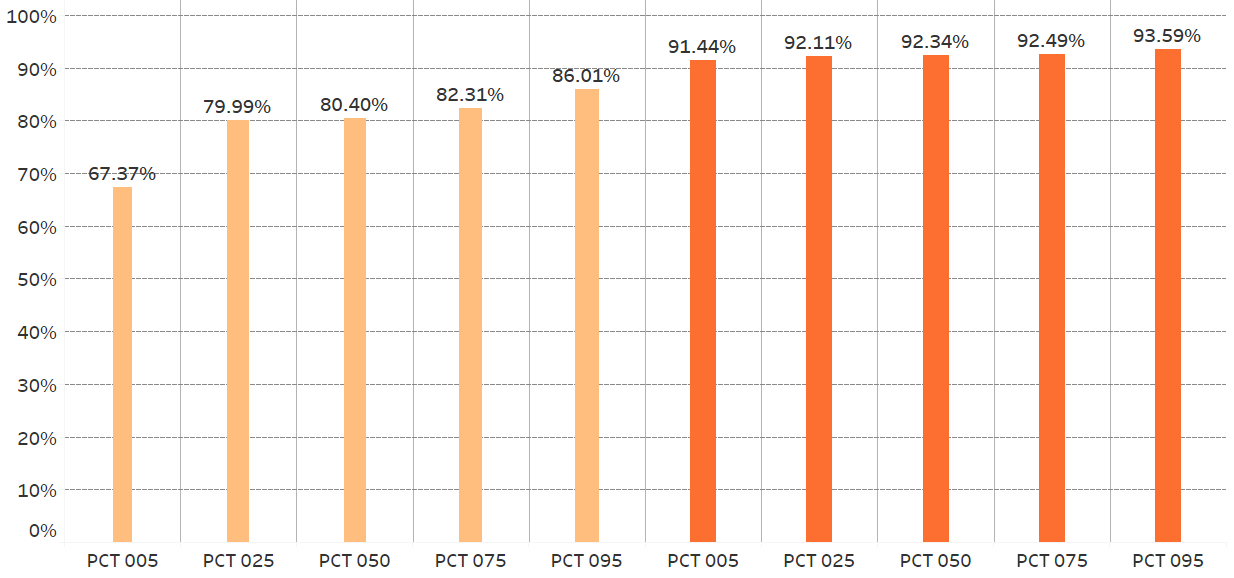 100%
90%
80%
70%
60%
50%
40%
30%
20%
10%
0%
67.37%
79.99%
80.40%
82.31%
86.01%
91.44%
92.11%
92.34%
92.49%
93.59%
PCT 005
PCT 025
PCT 050
PCT 075
PCT 095
PCT 005
PCT 025
PCT 050
PCT 075
PCT 095